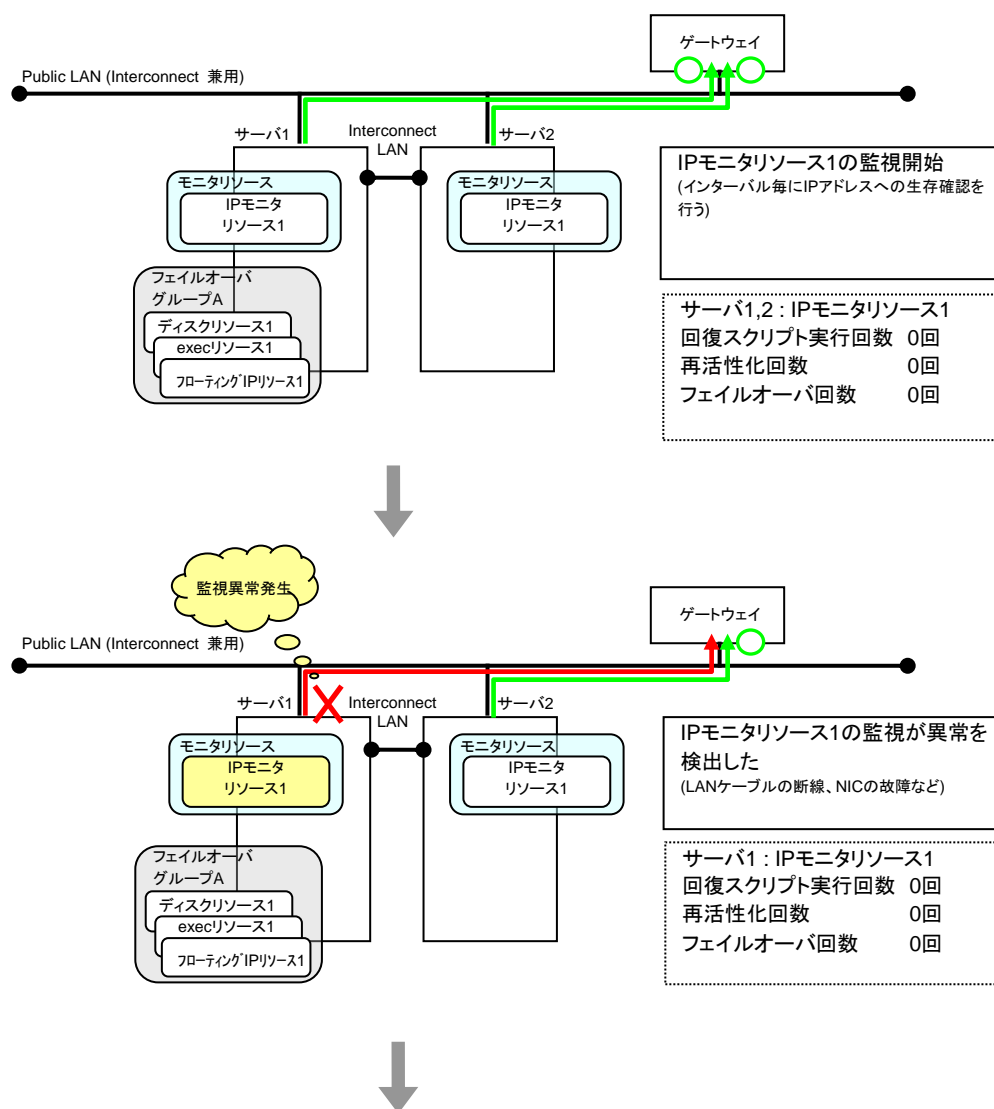 ゲートウェイ
Public LAN (Interconnect 兼用)
サーバ1
Interconnect
LAN
サーバ2
モニタリソース
IPモニタ
リソース1
モニタリソース
IPモニタ
リソース1
フェイルオーバ
グループA
ディスクリソース1
execリソース1
フローティングIPリソース1
IPモニタリソース1の監視開始
(インターバル毎にIPアドレスへの生存確認を
行う)
サーバ1,2 : IPモニタリソース1
回復スクリプト実行回数 0回
再活性化回数 0回
フェイルオーバ回数 0回
監視異常発生
ゲートウェイ
Public LAN (Interconnect 兼用)
サーバ1
Interconnect
LAN
サーバ2
モニタリソース
IPモニタ
リソース1
モニタリソース
IPモニタ
リソース1
フェイルオーバ
グループA
ディスクリソース1
execリソース1
フローティングIPリソース1
IPモニタリソース1の監視が異常を
検出した
(LANケーブルの断線、NICの故障など)
サーバ1 : IPモニタリソース1
回復スクリプト実行回数 0回
再活性化回数 0回
フェイルオーバ回数 0回